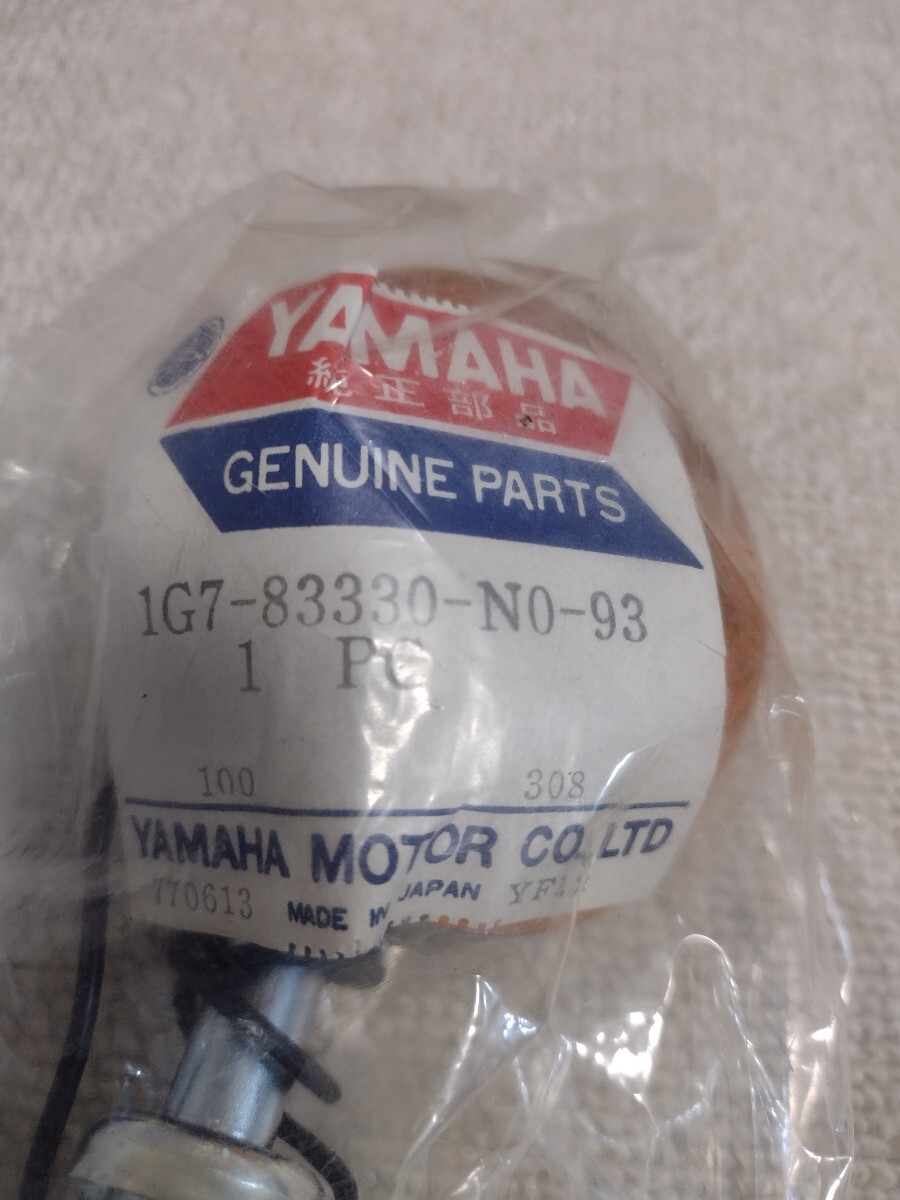 YAMAHA
純正部品
GENUINE PARTS
1G7-83330-N0-93
1 PC
100 308
YAMAHA MOTOR CO., LTD
770613 MADE IN JAPAN